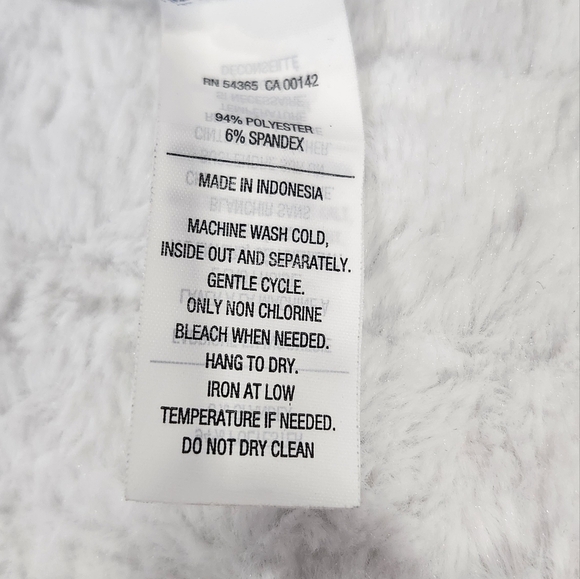 RN 54365 CA 00142
94% POLYESTER
6% SPANDEX
MADE IN INDONESIA
MACHINE WASH COLD,
INSIDE OUT AND SEPARATELY.
GENTLE CYCLE.
ONLY NON CHLORINE
BLEACH WHEN NEEDED.
HANG TO DRY.
IRON AT LOW
TEMPERATURE IF NEEDED.
DO NOT DRY CLEAN